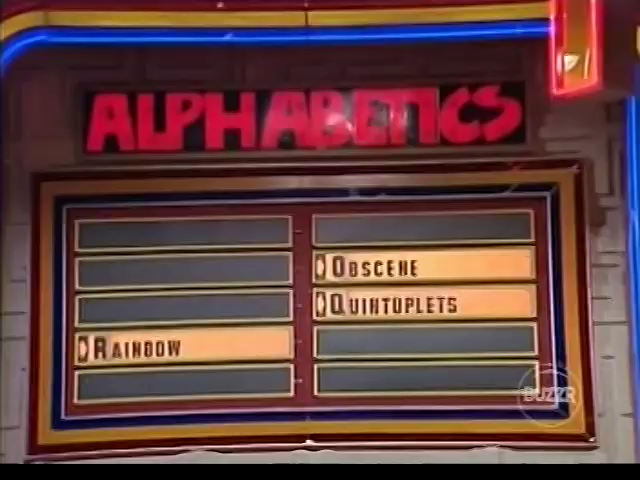 ALPHABETICS
OBSCENE
QUINTUPLETS
RAINBOW
BUZZR